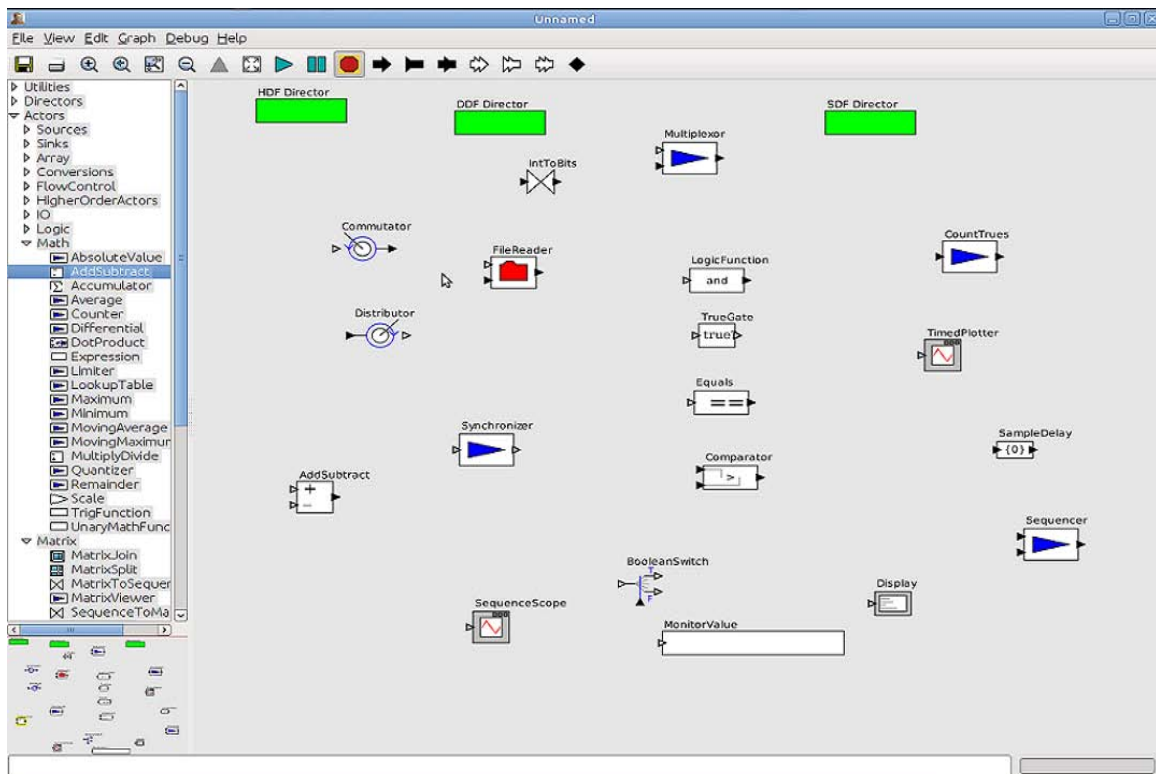 Unnamed
File View Edit Graph Debug Help
Utilities
Directors
Actors
Sources
Sinks
Array
Conversions
FlowControl
HigherOrderActors
IO
Logic
Math
AbsoluteValue
AddSubtract
Accumulator
Average
Counter
Differential
DotProduct
Expression
Limiter
LookupTable
Maximum
Minimum
MovingAverage
MovingMaximur
MultiplyDivide
Quantizer
Remainder
Scale
TrigFunction
UnaryMathFunc
Matrix
MatrixJoin
MatrixSplit
MatrixToSequer
MatrixViewer
SequenceToMa
HDF Director
DDF Director
SDF Director
Multiplexor
IntToBits
Commutator
FileReader
CountTrues
LogicFunction
and
Distributor
TrueGate
true?
TimedPlotter
Equals
==
Synchronizer
SampleDelay
{0}
AddSubtract
+
−
Comparator
>
Sequencer
BooleanSwitch
T
F
Display
SequenceScope
MonitorValue